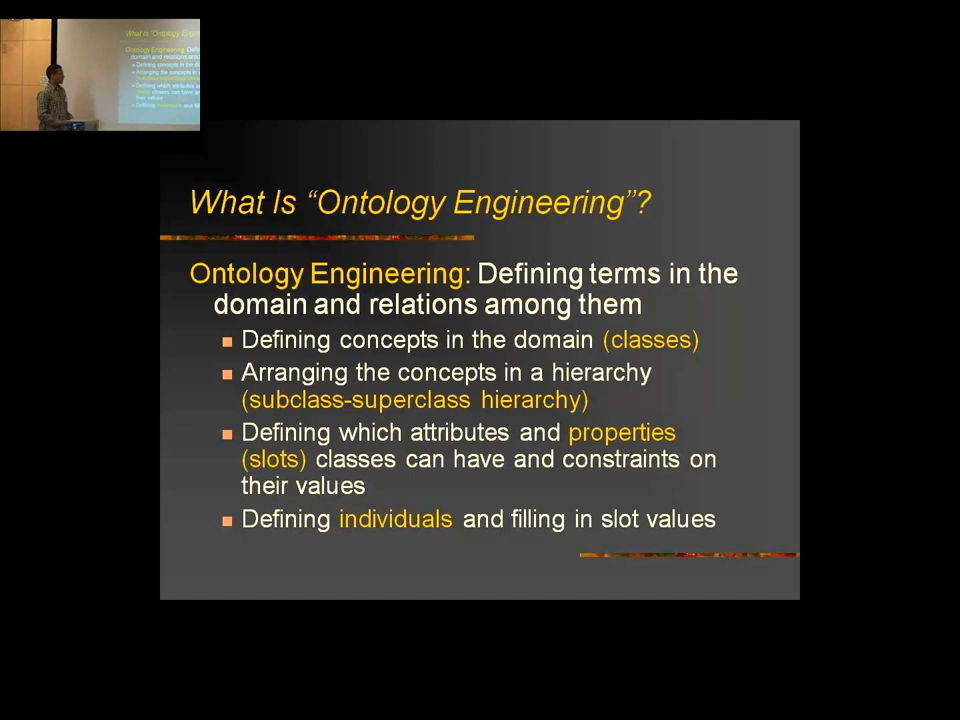 What Is “Ontology Engineering”?
Ontology Engineering: Defining terms in the
domain and relations among them
Defining concepts in the domain (classes)
Arranging the concepts in a hierarchy
(subclass-superclass hierarchy)
Defining which attributes and properties
(slots) classes can have and constraints on
their values
Defining individuals and filling in slot values